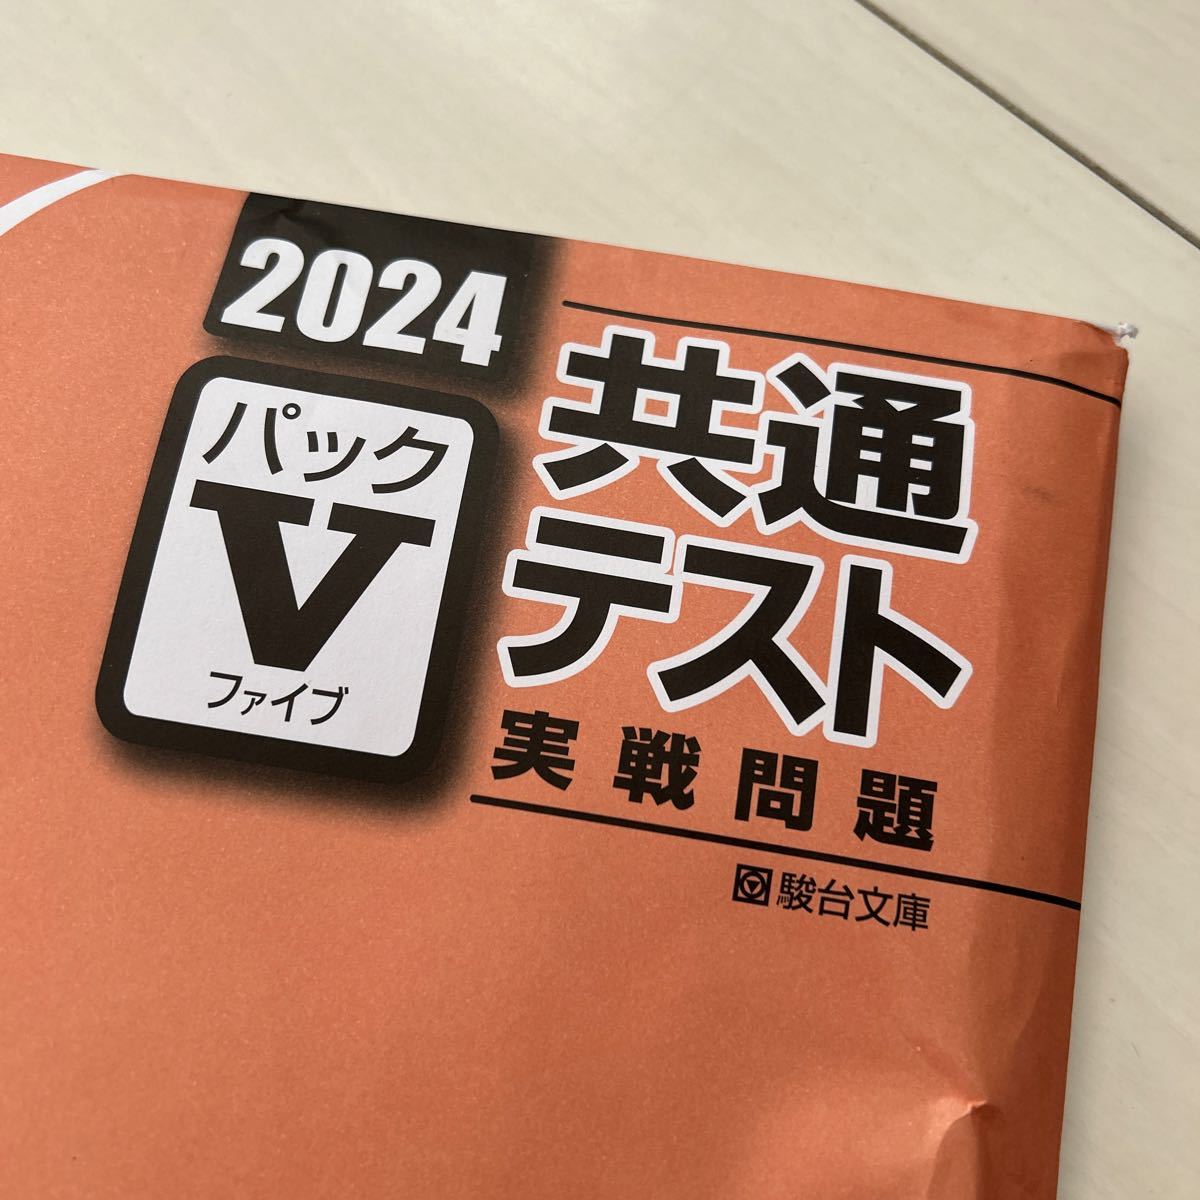 2024
パック
V
ファイブ
共通
テスト
実戦問題
駿台文庫